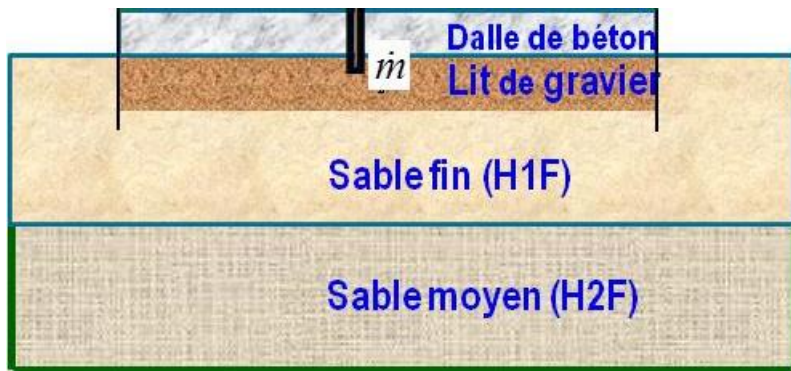 Dalle de béton
ṁ
Lit de gravier
Sable fin (H1F)
Sable moyen (H2F)